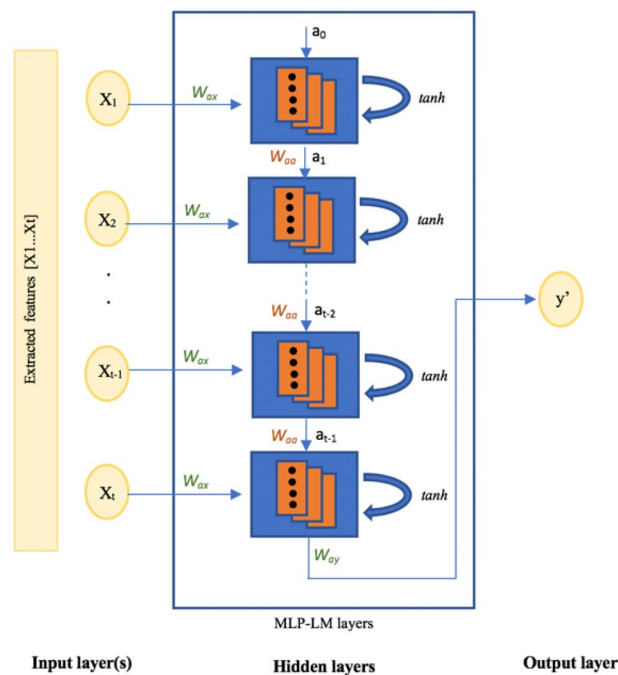 a0
X1
Wax
tanh
Waa
a1
X2
Wax
tanh
Extracted features [X1...Xt]
y'
Waa
at-2
Xt-1
Wax
tanh
Waa
at-1
Xt
Wax
tanh
Way
MLP-LM layers
Input layer(s)
Hidden layers
Output layer